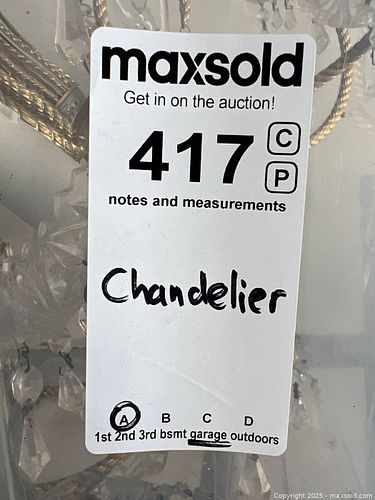 maxsold
Get in on the auction!
417 C
P
notes and measurements
Chandelier
A B C D
1st 2nd 3rd bsmt garage outdoors
Copyright 2025 - maxsold.com